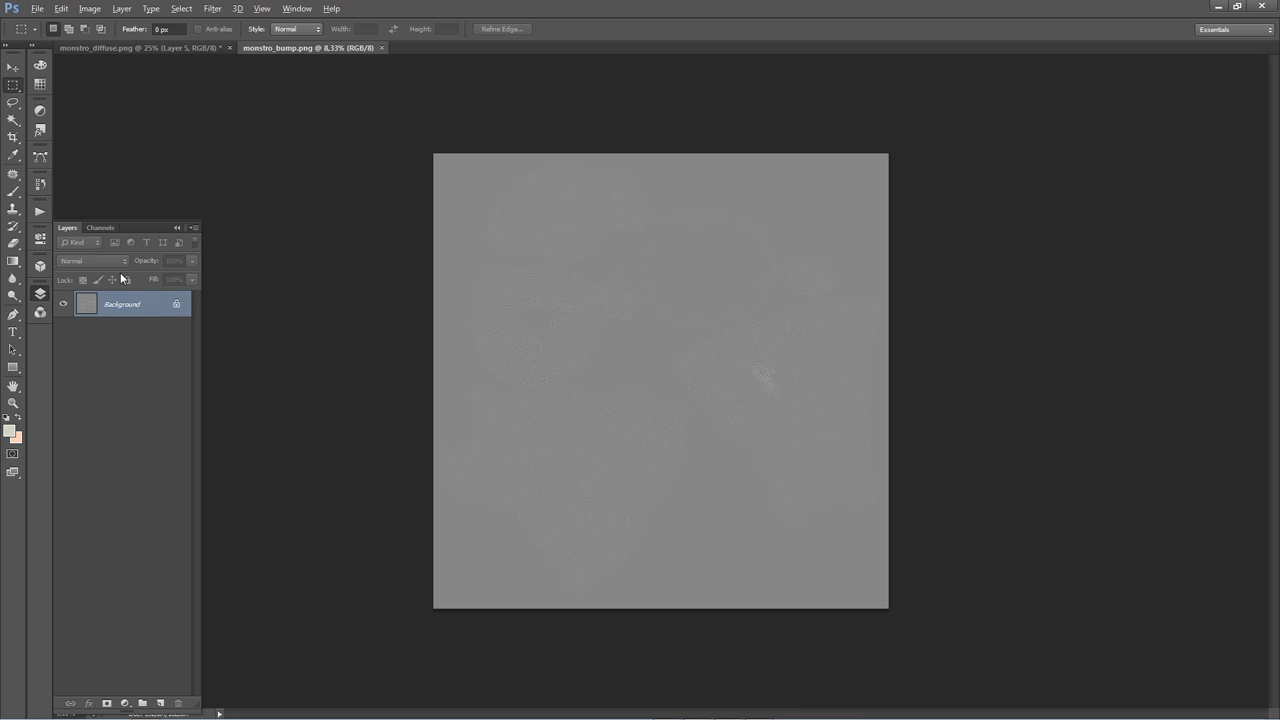 Ps File Edit Image Layer Type Select Filter 3D View Window Help
Feather: 0 px Anti-alias Style: Normal Width: Height: Refine Edge... Essentials
monstro_diffuse.png @ 25% (Layer 5, RGB/8) * × monstro_bump.png @ 8,33% (RGB/8) ×
Layers Channels
Kind
Normal Opacity: 100%
Lock: Fill: 100%
Background